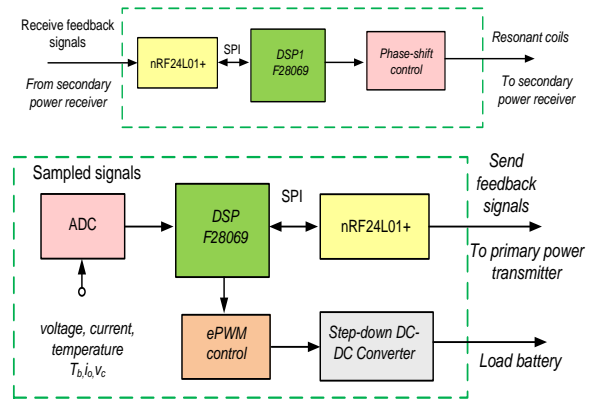 Receive feedback
signals
From secondary
power receiver
nRF24L01+
SPI
DSP1
F28069
Phase-shift
control
Resonant coils
To secondary
power receiver
Sampled signals
ADC
voltage, current,
temperature
Tb,io,vc
DSP
F28069
SPI
nRF24L01+
Send
feedback
signals
To primary power
transmitter
ePWM
control
Step-down DC-
DC Converter
Load battery